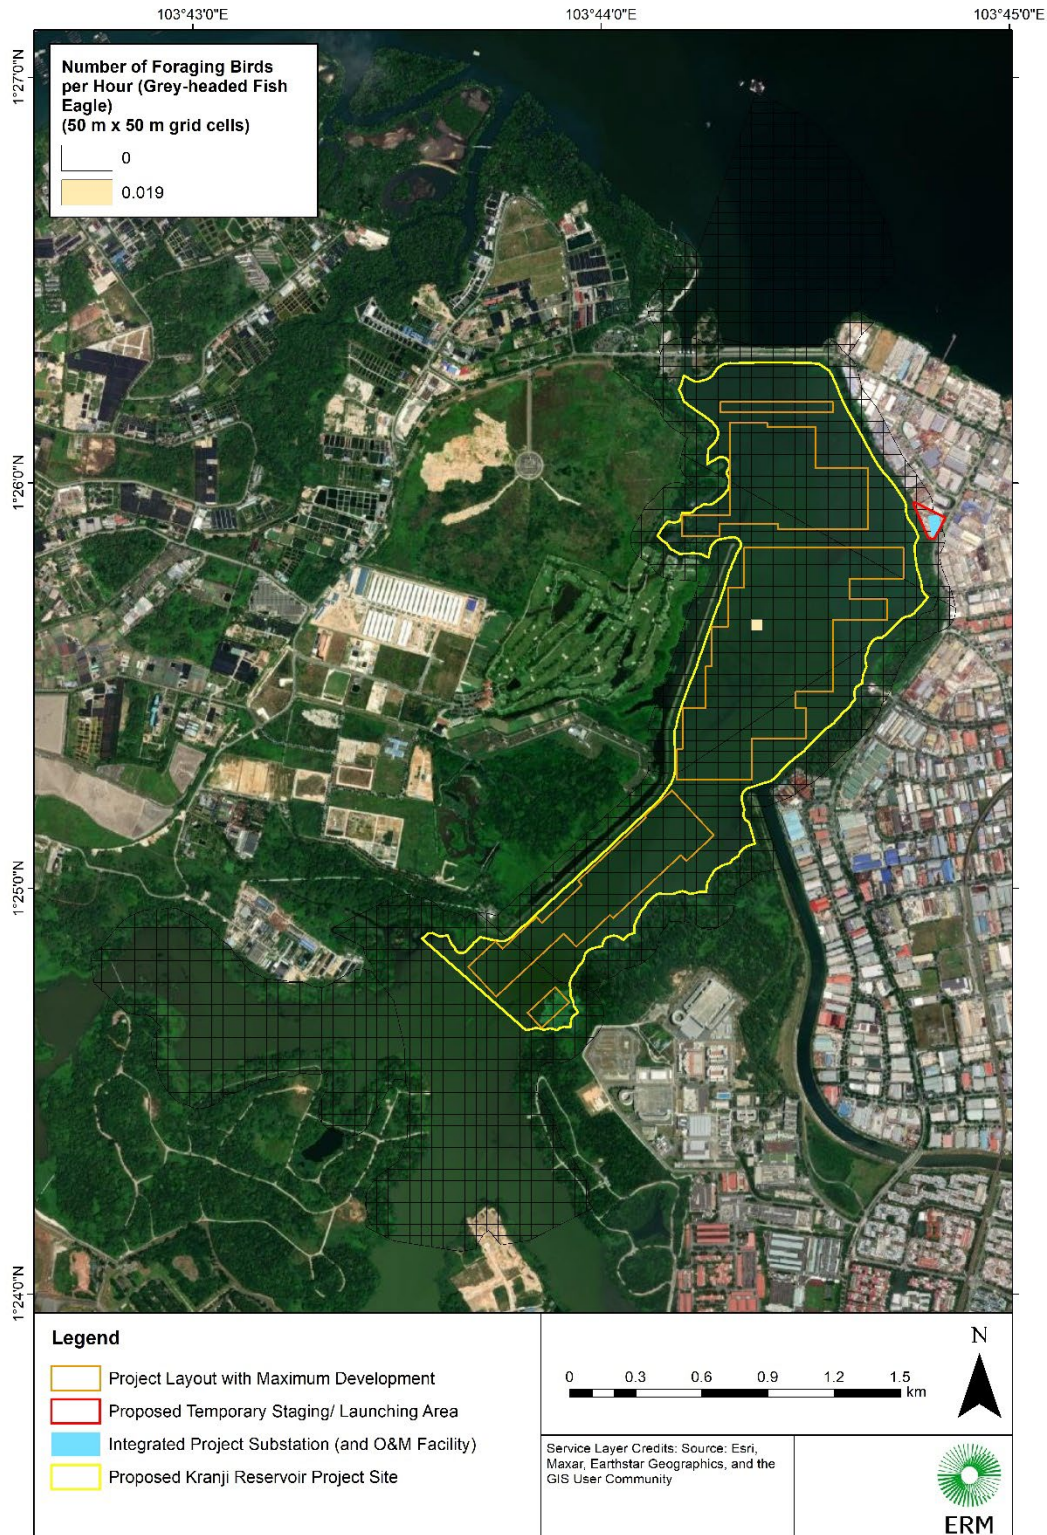 103°43'0"E
103°44'0"E
103°45'0"E
1°27'0"N
1°26'0"N
1°25'0"N
1°24'0"N
Number of Foraging Birds
per Hour (Grey-headed Fish
Eagle)
(50 m x 50 m grid cells)
0
0.019
Legend
Project Layout with Maximum Development
Proposed Temporary Staging/ Launching Area
Integrated Project Substation (and O&M Facility)
Proposed Kranji Reservoir Project Site
0 0.3 0.6 0.9 1.2 1.5
km
N
Service Layer Credits: Source: Esri,
Maxar, Earthstar Geographics, and the
GIS User Community
ERM